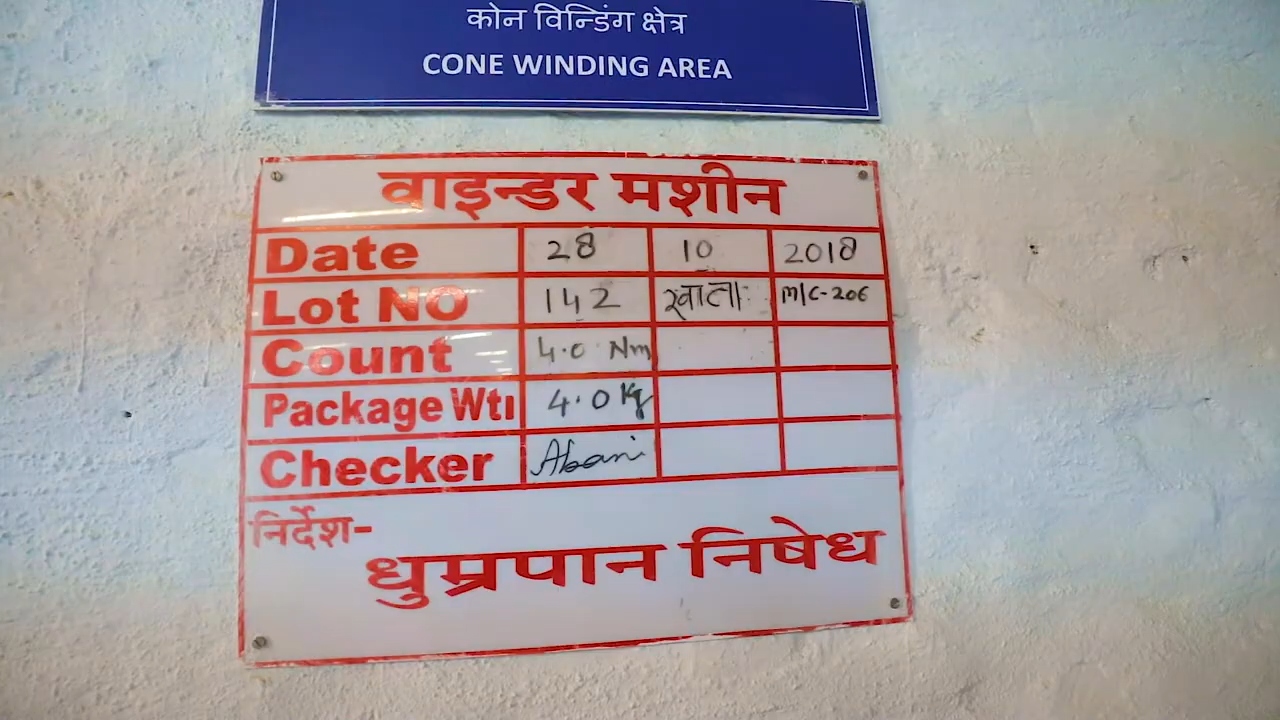 कोन विन्डिंग क्षेत्र
CONE WINDING AREA
वाइन्डर मशीन
Date 28 10 2018
Lot NO 142 खाता: M/C-206
Count 4.0 Nm
Package Wt। 4.0 Kg
Checker Abani
निर्देश-
धुम्रपान निषेध